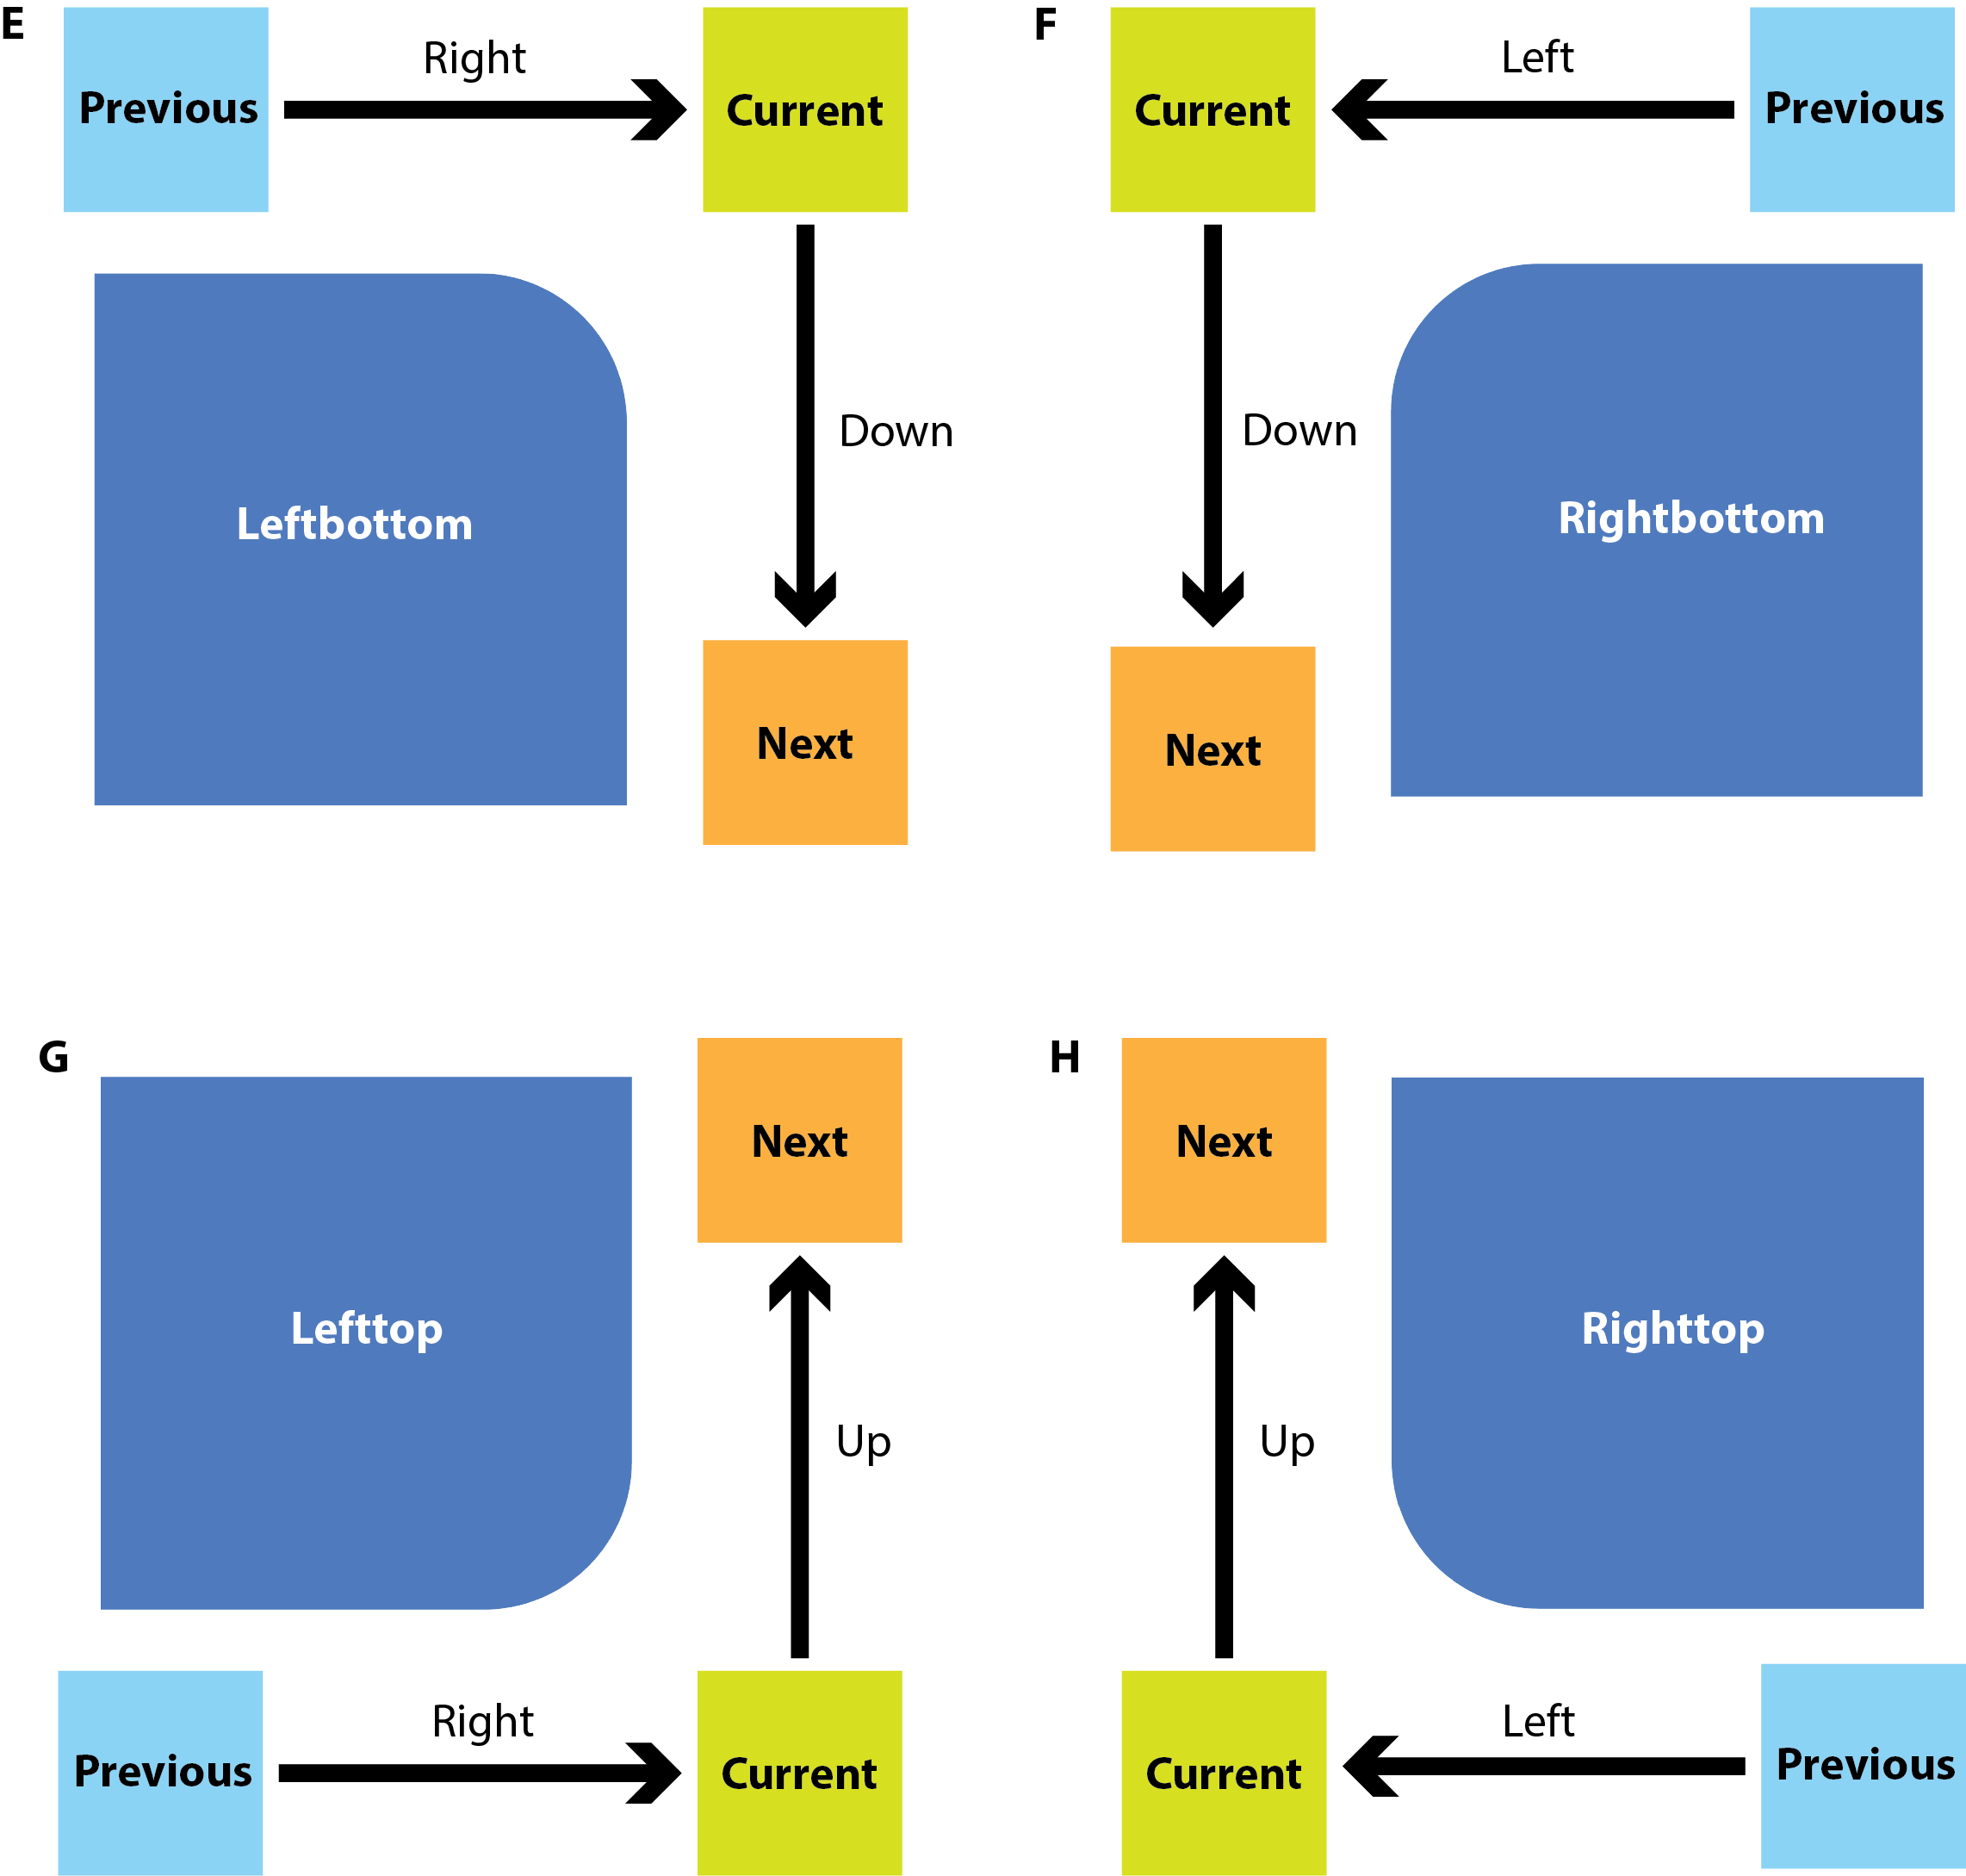 E
Right
Previous
Current
Down
Leftbottom
Next
F
Left
Current
Previous
Down
Rightbottom
Next
G
Next
Lefttop
Up
Right
Previous
Current
H
Next
Righttop
Up
Left
Current
Previous